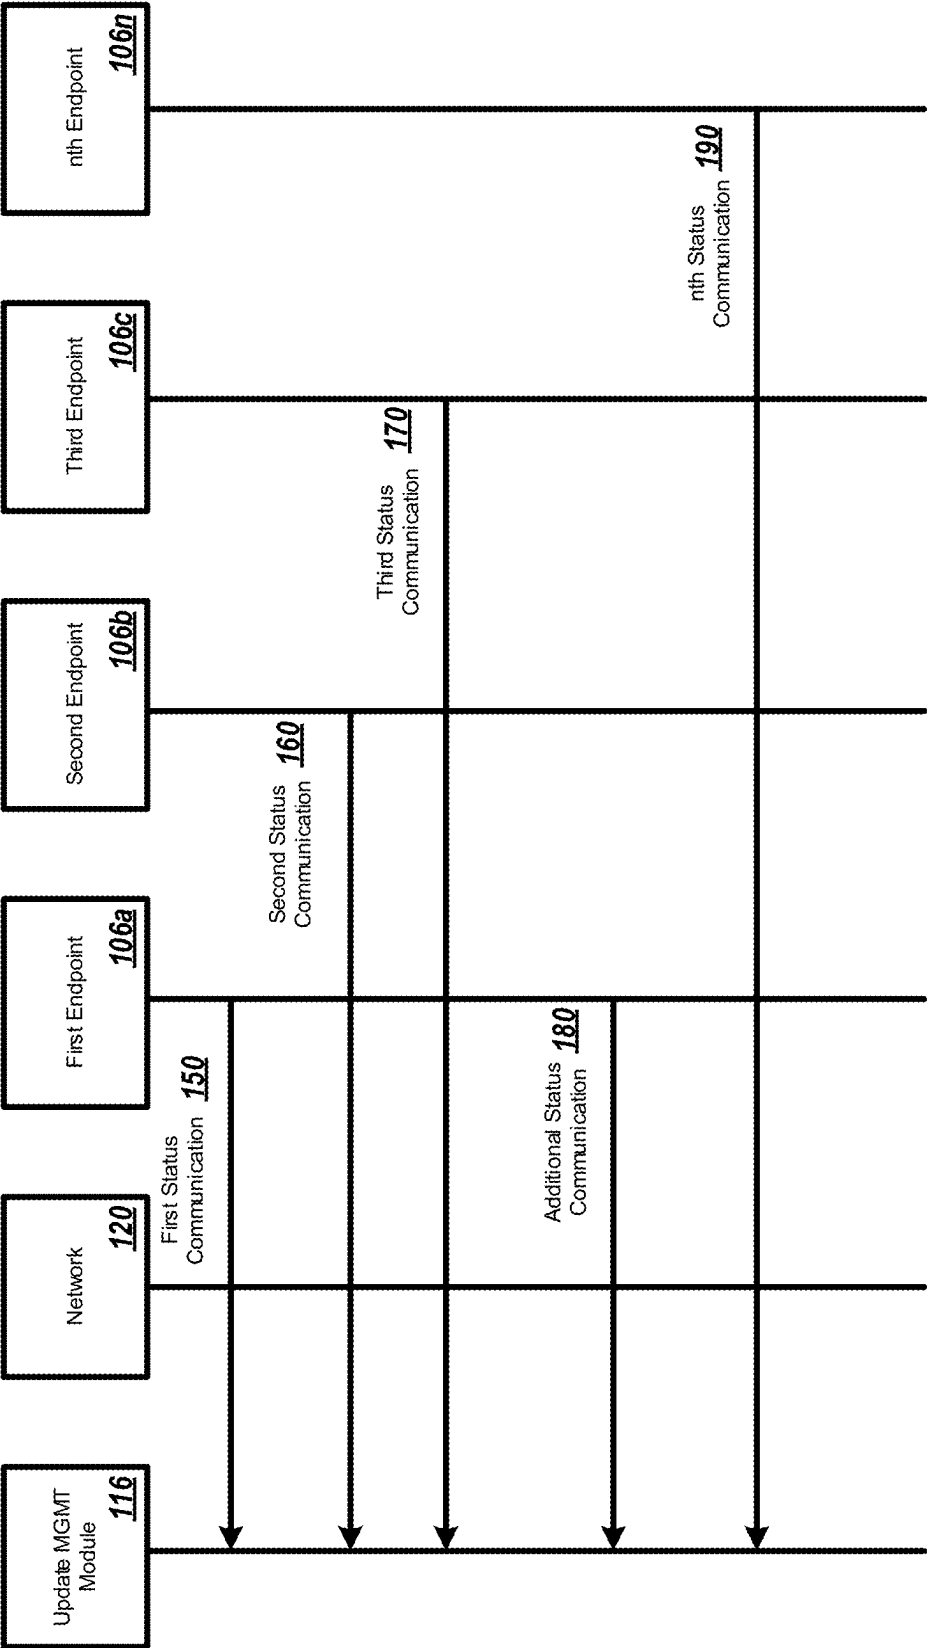 Update MGMT
Module
116
Network
120
First Endpoint
106a
Second Endpoint
106b
Third Endpoint
106c
nth Endpoint
106n
First Status
Communication 150
Second Status
Communication 160
Third Status
Communication 170
Additional Status
Communication 180
nth Status
Communication 190